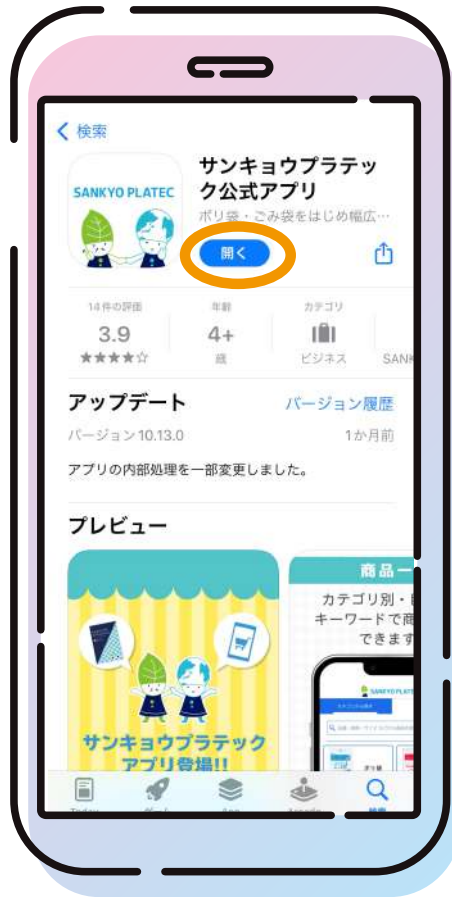 検索
サンキョウプラテッ
ク公式アプリ
ポリ袋・ごみ袋をはじめ幅広…
SANKYO PLATEC
開く
14件の評価
年齢
カテゴリ
3.9
4+
★★★★☆
歳
ビジネス
SAN
アップデート
バージョン履歴
バージョン 10.13.0
1か月前
アプリの内部処理を一部変更しました。
プレビュー
サンキョウプラテック
アプリ登場!!
商品一
カテゴリ別・
キーワードで商
できます
SANKYO PLAT
Today
検索